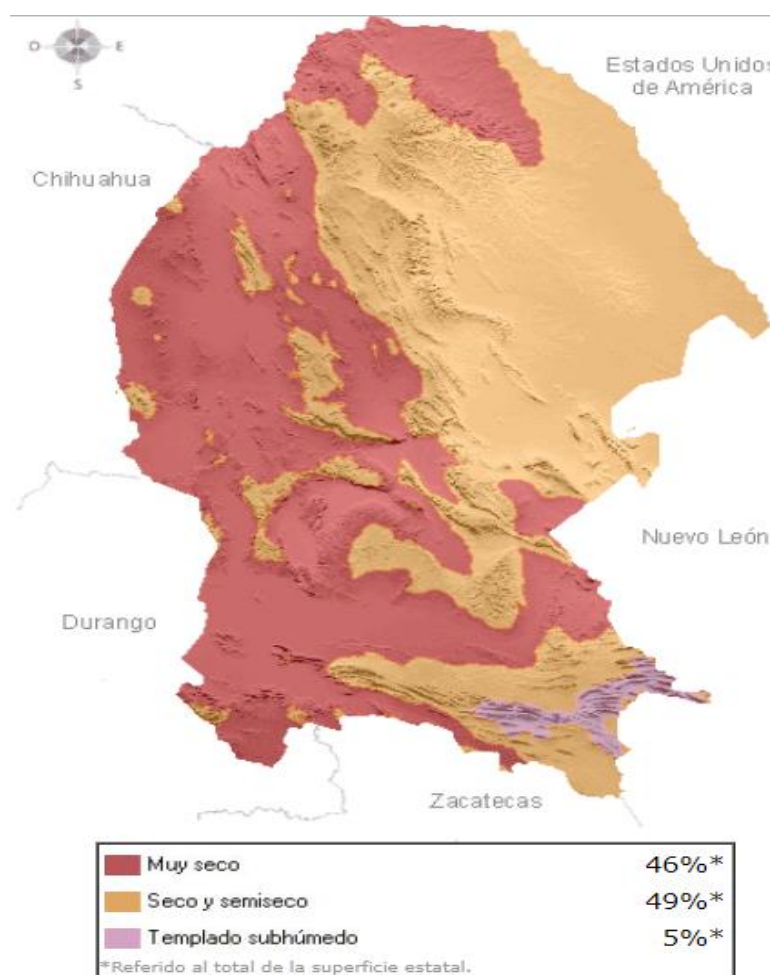 O E
S
Estados Unidos
de América
Chihuahua
Nuevo León
Durango
Zacatecas
Muy seco 46%*
Seco y semiseco 49%*
Templado subhúmedo 5%*
*Referido al total de la superficie estatal.